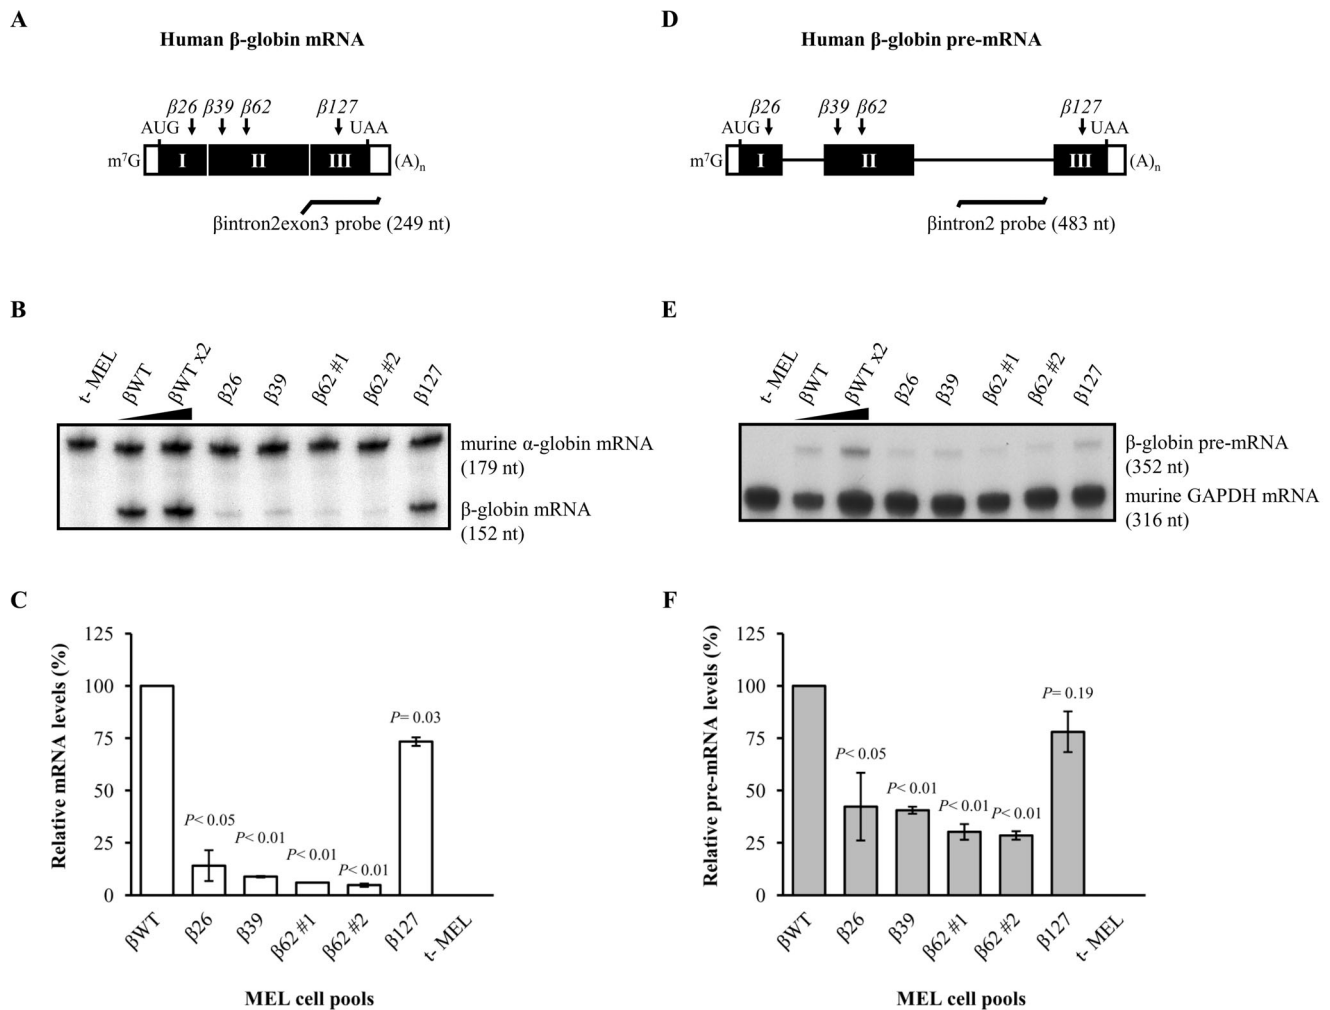 A
Human β-globin mRNA
β26 β39 β62 β127
AUG UAA
m⁷G I II III (A)n
βintron2exon3 probe (249 nt)
D
Human β-globin pre-mRNA
β26 β39 β62 β127
AUG UAA
m⁷G I II III (A)n
βintron2 probe (483 nt)
B
t- MEL βWT βWT x2 β26 β39 β62 #1 β62 #2 β127
murine α-globin mRNA
(179 nt)
β-globin mRNA
(152 nt)
E
t- MEL βWT βWT x2 β26 β39 β62 #1 β62 #2 β127
β-globin pre-mRNA
(352 nt)
murine GAPDH mRNA
(316 nt)
C
Relative mRNA levels (%)
125
100
75
50
25
0
P< 0.05
P< 0.01
P< 0.01
P< 0.01
P= 0.03
βWT β26 β39 β62 #1 β62 #2 β127 t- MEL
MEL cell pools
F
Relative pre-mRNA levels (%)
125
100
75
50
25
0
P< 0.05
P< 0.01
P< 0.01
P< 0.01
P= 0.19
βWT β26 β39 β62 #1 β62 #2 β127 t- MEL
MEL cell pools